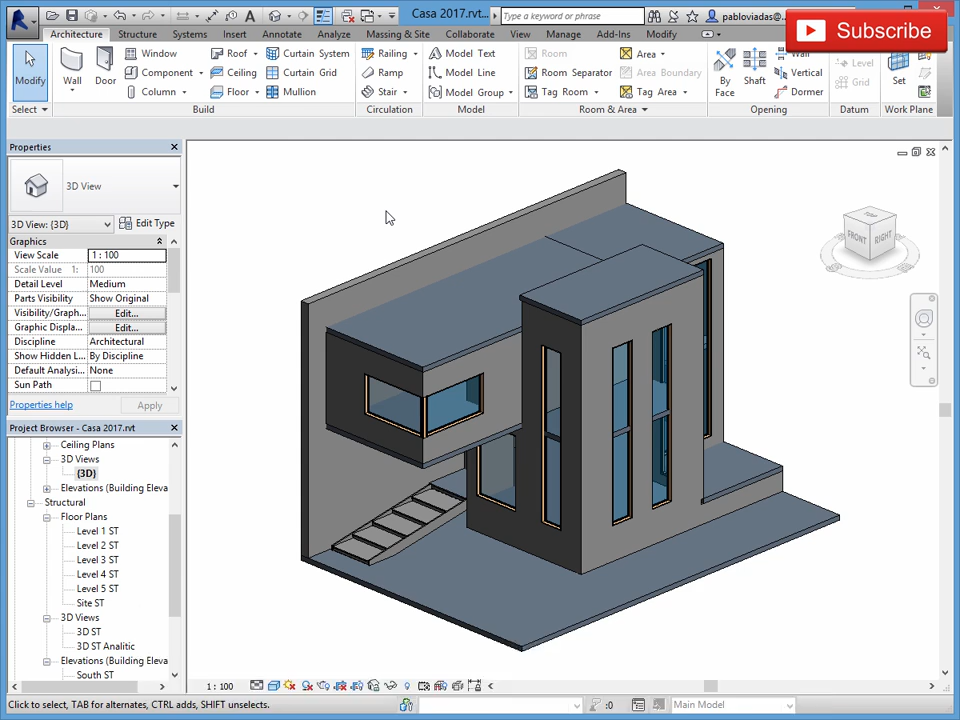 Casa 2017.rvt...
Type a keyword or phrase
pabloviadas@...
Subscribe
Architecture Structure Systems Insert Annotate Analyze Massing & Site Collaborate View Manage Add-Ins Modify
Modify
Wall
Door
Window
Component
Column
Roof
Ceiling
Floor
Curtain System
Curtain Grid
Mullion
Railing
Ramp
Stair
Model Text
Model Line
Model Group
Room
Room Separator
Tag Room
Area
Area Boundary
Tag Area
By
Face
Shaft
Wall
Vertical
Dormer
Level
Grid
Set
Select Build Circulation Model Room & Area Opening Datum Work Plane
Properties
3D View
3D View: {3D} Edit Type
Graphics
View Scale 1 : 100
Scale Value 1: 100
Detail Level Medium
Parts Visibility Show Original
Visibility/Graph... Edit...
Graphic Displa... Edit...
Discipline Architectural
Show Hidden L... By Discipline
Default Analysi... None
Sun Path
Properties help Apply
Project Browser - Casa 2017.rvt
Ceiling Plans
3D Views
{3D}
Elevations (Building Eleva
Structural
Floor Plans
Level 1 ST
Level 2 ST
Level 3 ST
Level 4 ST
Level 5 ST
Site ST
3D Views
3D ST
3D ST Analitic
Elevations (Building Eleva
South ST
TOP
FRONT
RIGHT
1 : 100
Click to select, TAB for alternates, CTRL adds, SHIFT unselects.
:0
Main Model